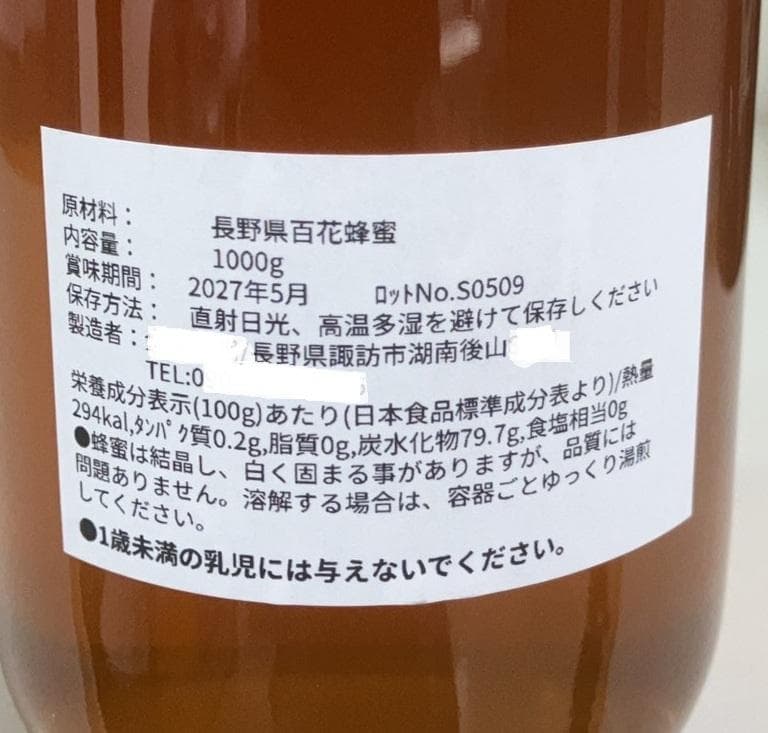 原材料: 長野県百花蜂蜜
内容量: 1000g
賞味期間: 2027年5月 ﾛｯﾄNo.S0509
保存方法: 直射日光、高温多湿を避けて保存しください
製造者: /長野県諏訪市湖南後山
TEL:0
栄養成分表示(100g)あたり(日本食品標準成分表より)/熱量
294kal,ﾀﾝﾊﾟｸ質0.2g,脂質0g,炭水化物79.7g,食塩相当0g
●蜂蜜は結晶し、白く固まる事がありますが、品質には
問題ありません。溶解する場合は、容器ごとゆっくり湯煎
してください。
●1歳未満の乳児には与えないでください。